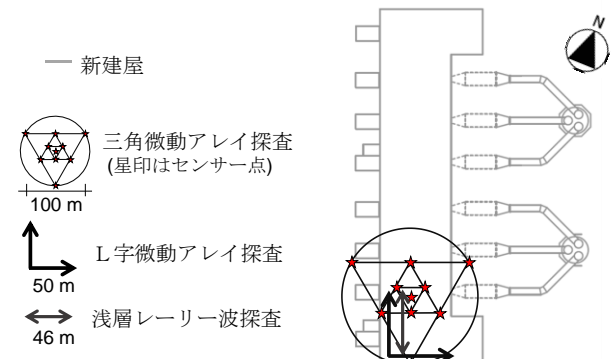 新建屋
三角微動アレイ探査
(星印はセンサー点)
100 m
L字微動アレイ探査
50 m
浅層レーリー波探査
46 m
N